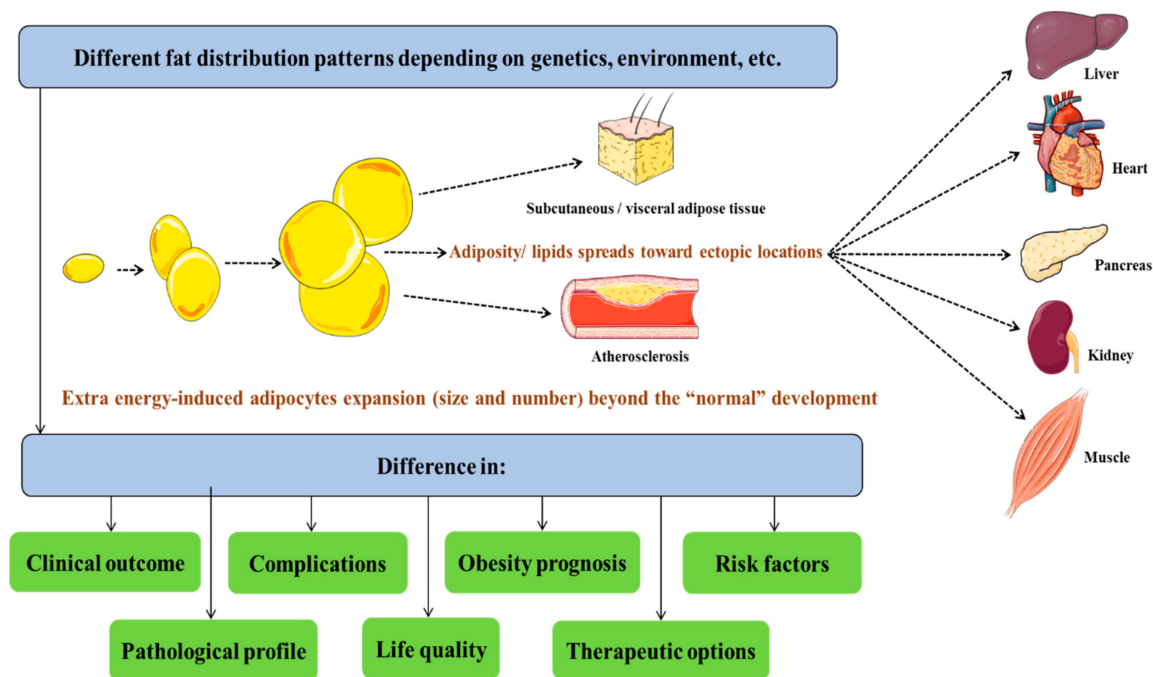 Different fat distribution patterns depending on genetics, environment, etc.
Liver
Heart
Subcutaneous / visceral adipose tissue
Adiposity/ lipids spreads toward ectopic locations
Pancreas
Atherosclerosis
Kidney
Extra energy-induced adipocytes expansion (size and number) beyond the “normal” development
Muscle
Difference in:
Clinical outcome
Complications
Obesity prognosis
Risk factors
Pathological profile
Life quality
Therapeutic options